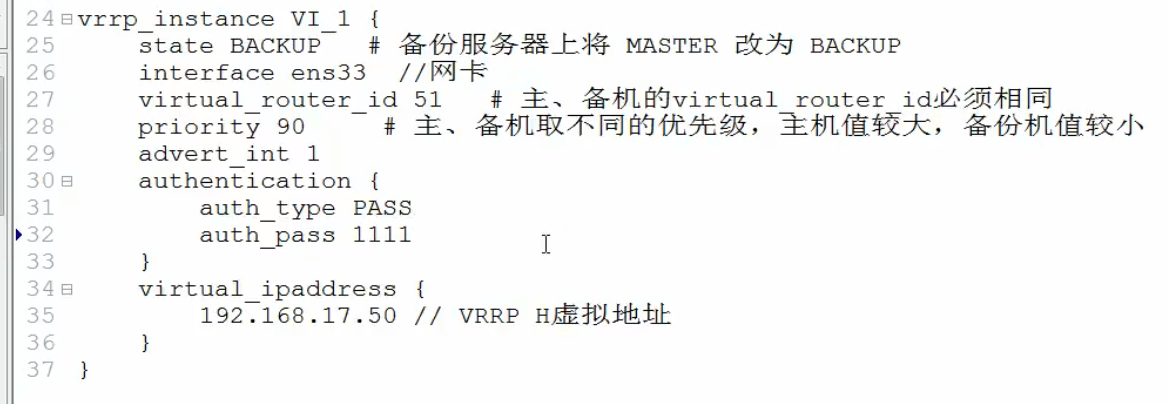 24 vrrp_instance VI_1 {
25 state BACKUP # 备份服务器上将 MASTER 改为 BACKUP
26 interface ens33 //网卡
27 virtual_router_id 51 # 主、备机的virtual_router_id必须相同
28 priority 90 # 主、备机取不同的优先级，主机值较大，备份机值较小
29 advert_int 1
30 authentication {
31 auth_type PASS
32 auth_pass 1111
33 }
34 virtual_ipaddress {
35 192.168.17.50 // VRRP H虚拟地址
36 }
37 }